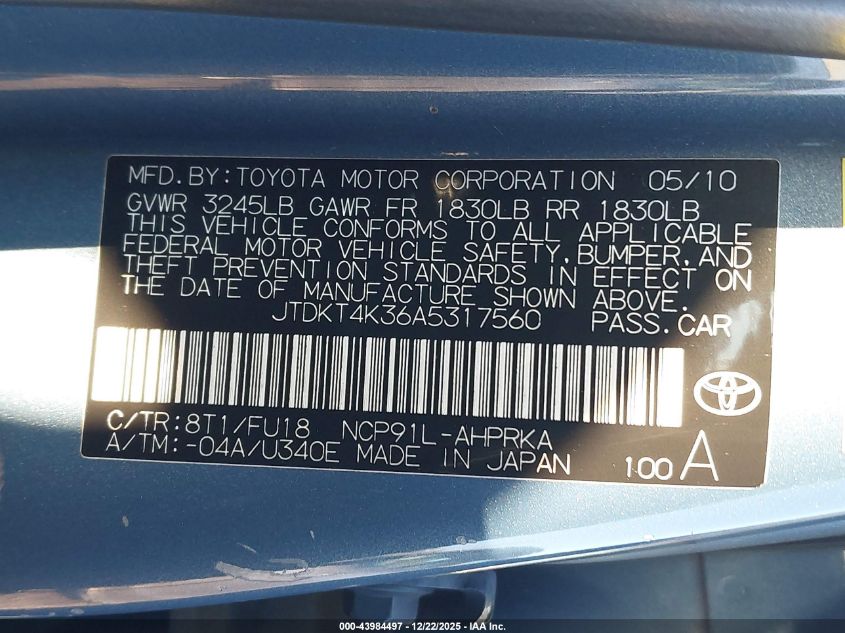 MFD.BY:TOYOTA MOTOR CORPORATION 05/10
GVWR 3245LB GAWR FR 1830LB RR 1830LB
THIS VEHICLE CONFORMS TO ALL APPLICABLE
FEDERAL MOTOR VEHICLE SAFETY,BUMPER,AND
THEFT PREVENTION STANDARDS IN EFFECT ON
THE DATE OF MANUFACTURE SHOWN ABOVE.
JTDKT4K36A5317560 PASS.CAR
C/TR:8T1/FU18 NCP91L-AHPRKA
A/TM:-04A/U340E MADE IN JAPAN
100 A
000-43984497 - 12/22/2025 - IAA, Inc.